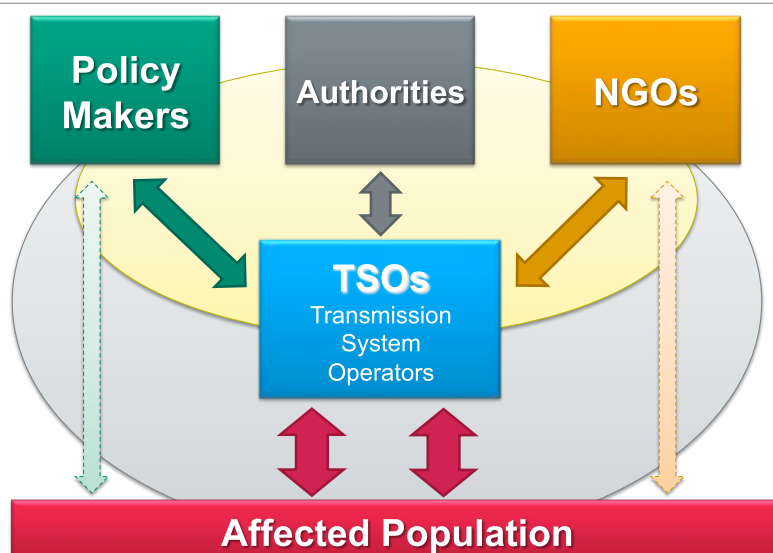 Policy
Makers
Authorities
NGOs
TSOs
Transmission
System
Operators
Affected Population